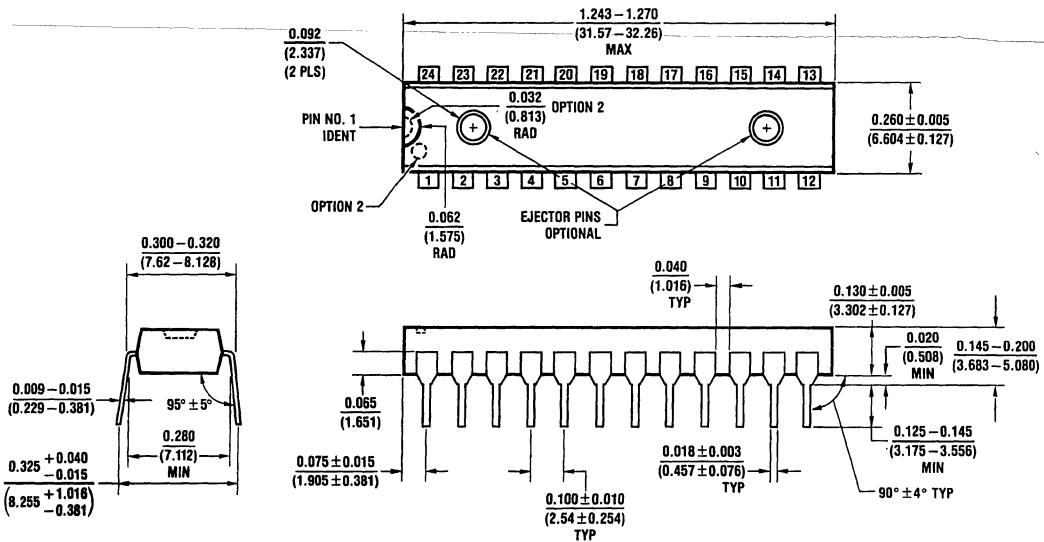 1.243–1.270
(31.57–32.26)
MAX
0.092
(2.337)
(2 PLS)
24 23 22 21 20 19 18 17 16 15 14 13
0.032
(0.813)
RAD
OPTION 2
PIN NO. 1
IDENT
0.260±0.005
(6.604±0.127)
1 2 3 4 5 6 7 8 9 10 11 12
OPTION 2
0.062
(1.575)
RAD
EJECTOR PINS
OPTIONAL
0.300–0.320
(7.62–8.128)
0.040
(1.016)
TYP
0.130±0.005
(3.302±0.127)
0.020
(0.508)
MIN
0.145–0.200
(3.683–5.080)
0.009–0.015
(0.229–0.381)
95°±5°
0.065
(1.651)
0.280
(7.112)
MIN
0.125–0.145
(3.175–3.556)
MIN
0.325 +0.040
–0.015
(8.255 +1.016
–0.381)
0.075±0.015
(1.905±0.381)
0.018±0.003
(0.457±0.076)
TYP
90°±4° TYP
0.100±0.010
(2.54±0.254)
TYP